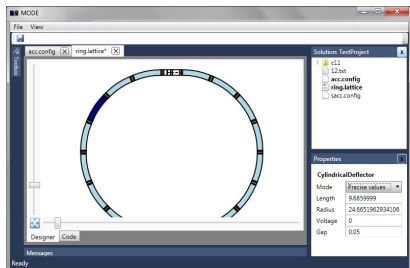 MODE
File View
acc.config ring.lattice*
Toolbox
Designer Code
Messages
Ready
Solution: TestProject x
c11
12.txt
acc.config
ring.lattice
sacc.config
Properties x
CylindricalDeflector
Mode Precise values
Length 9.6859999
Radius 24.6651962934106
Voltage 0
Gap 0.05